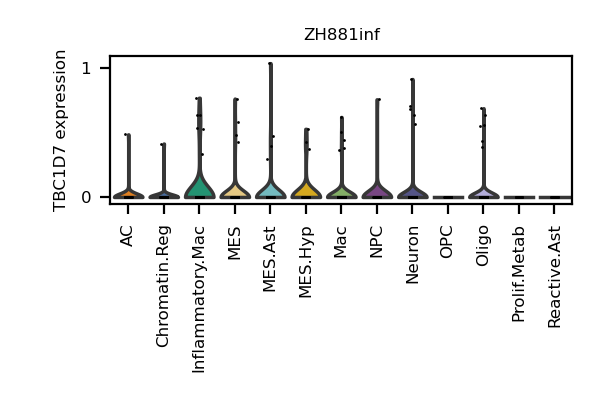 ZH881inf
TBC1D7 expression
1
0
AC
Chromatin.Reg
Inflammatory.Mac
MES
MES.Ast
MES.Hyp
Mac
NPC
Neuron
OPC
Oligo
Prolif.Metab
Reactive.Ast